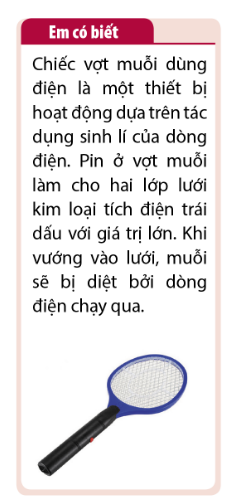 Em có biết
Chiếc vợt muỗi dùng
điện là một thiết bị
hoạt động dựa trên tác
dụng sinh lí của dòng
điện. Pin ở vợt muỗi
làm cho hai lớp lưới
kim loại tích điện trái
dấu với giá trị lớn. Khi
vướng vào lưới, muỗi
sẽ bị diệt bởi dòng
điện chạy qua.